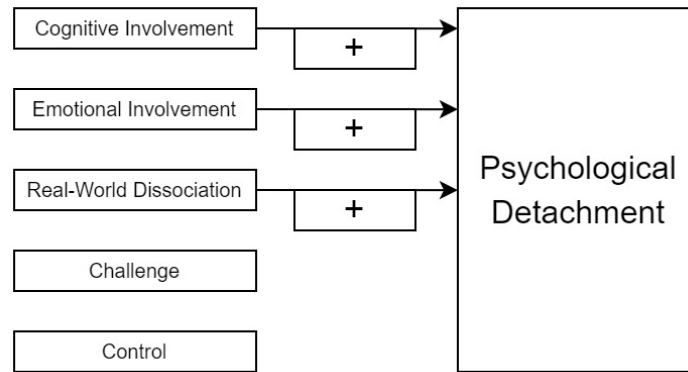 Cognitive Involvement
+
Emotional Involvement
+
Real-World Dissociation
+
Challenge
Control
Psychological
Detachment